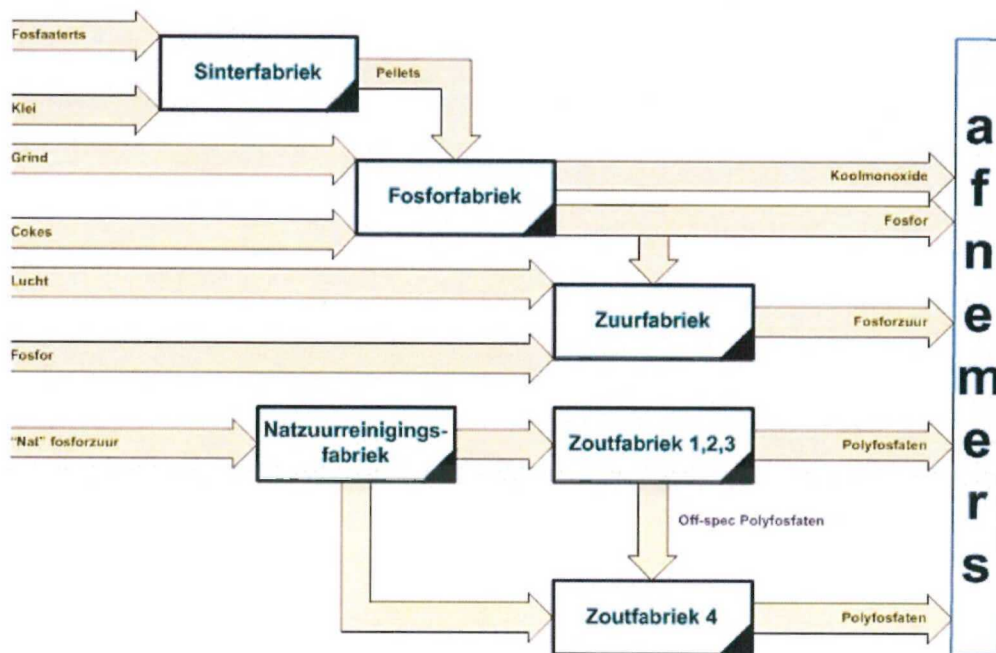 Fosfaaterts
Sinterfabriek
Pellets
Klei
Grind
Koolmonoxide
Fosforfabriek
Fosfor
Cokes
Lucht
Zuurfabriek
Fosforzuur
Fosfor
"Nat" fosforzuur
Natzuurreinigings-
fabriek
Zoutfabriek 1,2,3
Polyfosfaten
Off-spec Polyfosfaten
Zoutfabriek 4
Polyfosfaten
afnemers